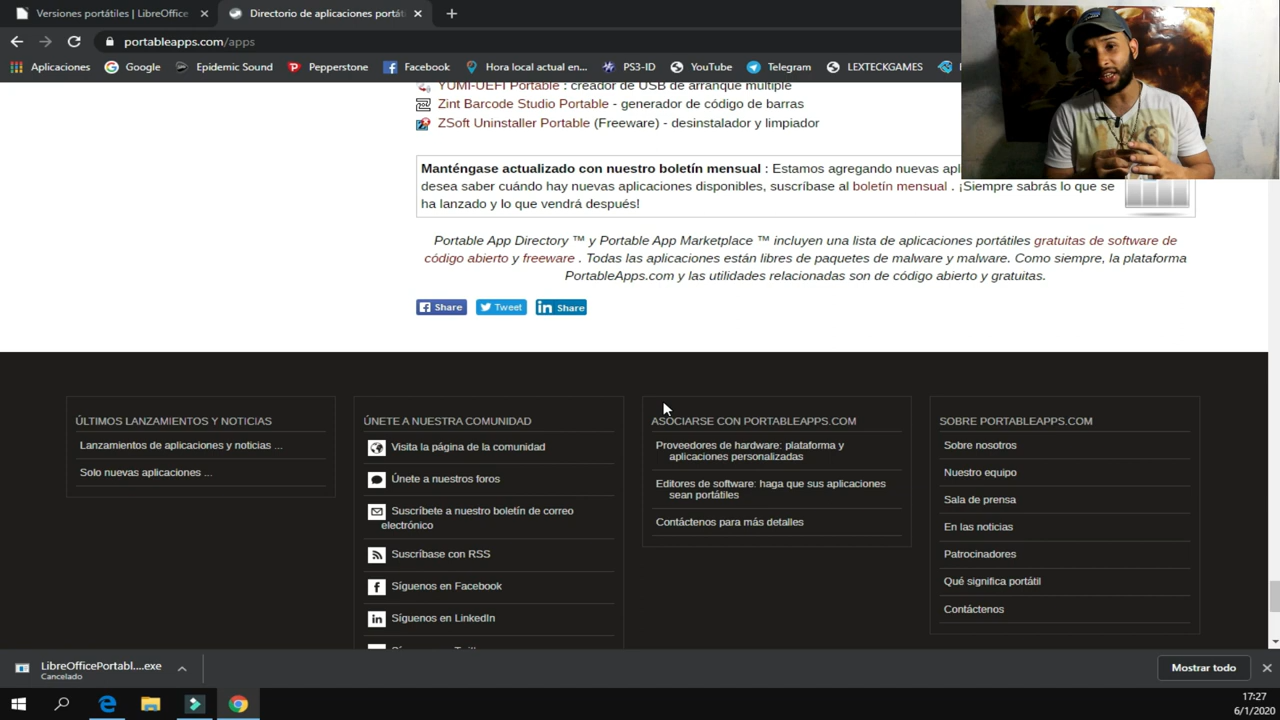 Versiones portátiles | LibreOffice
Directorio de aplicaciones portát
portableapps.com/apps
Aplicaciones
Google
Epidemic Sound
Pepperstone
Facebook
Hora local actual en...
PS3-ID
YouTube
Telegram
LEXTECKGAMES
YUMI-UEFI Portable : creador de USB de arranque múltiple
Zint Barcode Studio Portable - generador de código de barras
ZSoft Uninstaller Portable (Freeware) - desinstalador y limpiador
Manténgase actualizado con nuestro boletín mensual : Estamos agregando nuevas apl
desea saber cuándo hay nuevas aplicaciones disponibles, suscríbase al boletín mensual . ¡Siempre sabrás lo que se
ha lanzado y lo que vendrá después!
Portable App Directory ™ y Portable App Marketplace ™ incluyen una lista de aplicaciones portátiles gratuitas de software de
código abierto y freeware . Todas las aplicaciones están libres de paquetes de malware y malware. Como siempre, la plataforma
PortableApps.com y las utilidades relacionadas son de código abierto y gratuitas.
Share
Tweet
Share
ÚLTIMOS LANZAMIENTOS Y NOTICIAS
Lanzamientos de aplicaciones y noticias ...
Solo nuevas aplicaciones ...
ÚNETE A NUESTRA COMUNIDAD
Visita la página de la comunidad
Únete a nuestros foros
Suscríbete a nuestro boletín de correo
electrónico
Suscríbase con RSS
Síguenos en Facebook
Síguenos en LinkedIn
ASOCIARSE CON PORTABLEAPPS.COM
Proveedores de hardware: plataforma y
aplicaciones personalizadas
Editores de software: haga que sus aplicaciones
sean portátiles
Contáctenos para más detalles
SOBRE PORTABLEAPPS.COM
Sobre nosotros
Nuestro equipo
Sala de prensa
En las noticias
Patrocinadores
Qué significa portátil
Contáctenos
LibreOfficePortabl....exe
Cancelado
Mostrar todo
17:27
6/1/2020